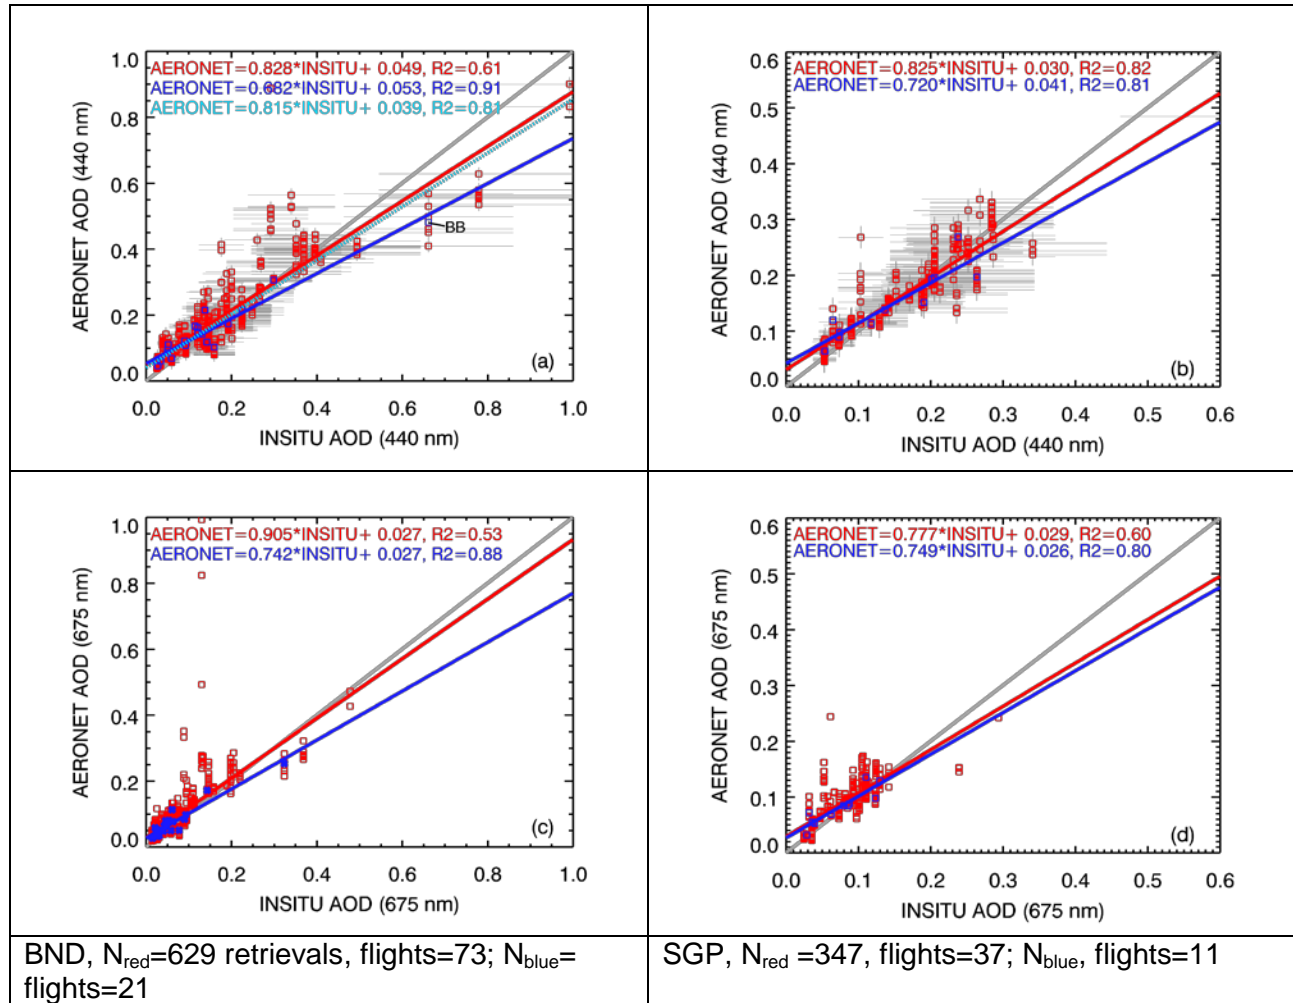 AERONET=0.828*INSITU+ 0.049, R2=0.61
AERONET=0.682*INSITU+ 0.053, R2=0.91
AERONET=0.815*INSITU+ 0.039, R2=0.81
1.0
0.8
0.6
0.4
0.2
0.0
AERONET AOD (440 nm)
BB
(a)
0.0 0.2 0.4 0.6 0.8 1.0
INSITU AOD (440 nm)
AERONET=0.825*INSITU+ 0.030, R2=0.82
AERONET=0.720*INSITU+ 0.041, R2=0.81
0.6
0.5
0.4
0.3
0.2
0.1
0.0
AERONET AOD (440 nm)
(b)
0.0 0.1 0.2 0.3 0.4 0.5 0.6
INSITU AOD (440 nm)
AERONET=0.905*INSITU+ 0.027, R2=0.53
AERONET=0.742*INSITU+ 0.027, R2=0.88
1.0
0.8
0.6
0.4
0.2
0.0
AERONET AOD (675 nm)
(c)
0.0 0.2 0.4 0.6 0.8 1.0
INSITU AOD (675 nm)
AERONET=0.777*INSITU+ 0.029, R2=0.60
AERONET=0.749*INSITU+ 0.026, R2=0.80
0.6
0.5
0.4
0.3
0.2
0.1
0.0
AERONET AOD (675 nm)
(d)
0.0 0.1 0.2 0.3 0.4 0.5 0.6
INSITU AOD (675 nm)
BND, Nred=629 retrievals, flights=73; Nblue=
flights=21
SGP, Nred =347, flights=37; Nblue, flights=11